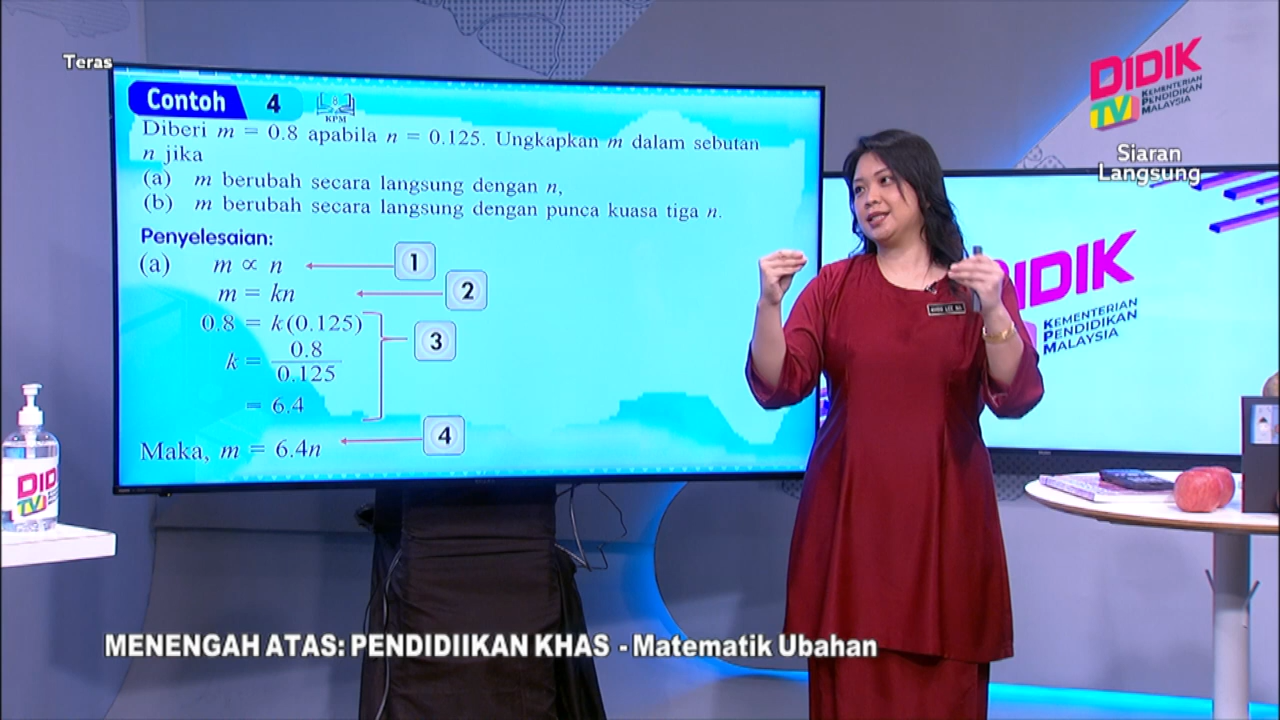 Teras
Contoh 4
KPM
Diberi m = 0.8 apabila n = 0.125. Ungkapkan m dalam sebutan
n jika
(a) m berubah secara langsung dengan n,
(b) m berubah secara langsung dengan punca kuasa tiga n.
Penyelesaian:
(a) m ∝ n 1
m = kn 2
0.8 = k(0.125)
k = 0.8/0.125 3
= 6.4
Maka, m = 6.4n 4
DIDIK
TV
KEMENTERIAN
PENDIDIKAN
MALAYSIA
Siaran
Langsung
DIDIK
KEMENTERIAN
PENDIDIKAN
MALAYSIA
DID
TV
MENENGAH ATAS: PENDIDIIKAN KHAS - Matematik Ubahan